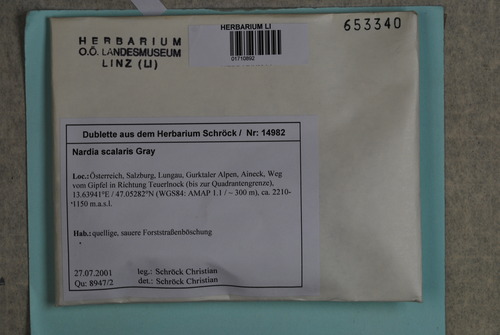 HERBARIUM
O.Ö. LANDESMUSEUM
LINZ (LI)
HERBARIUM LI
01710892
653340
Dublette aus dem Herbarium Schröck / Nr: 14982
Nardia scalaris Gray
Loc.:Österreich, Salzburg, Lungau, Gurktaler Alpen, Aineck, Weg
vom Gipfel in Richtung Teuerlnock (bis zur Quadrantengrenze),
13.63941°E / 47.05282°N (WGS84: AMAP 1.1 / ~ 300 m), ca. 2210-
1150 m.a.s.l.
Hab.:quellige, sauere Forststraßenböschung
27.07.2001 leg.: Schröck Christian
Qu: 8947/2 det.: Schröck Christian